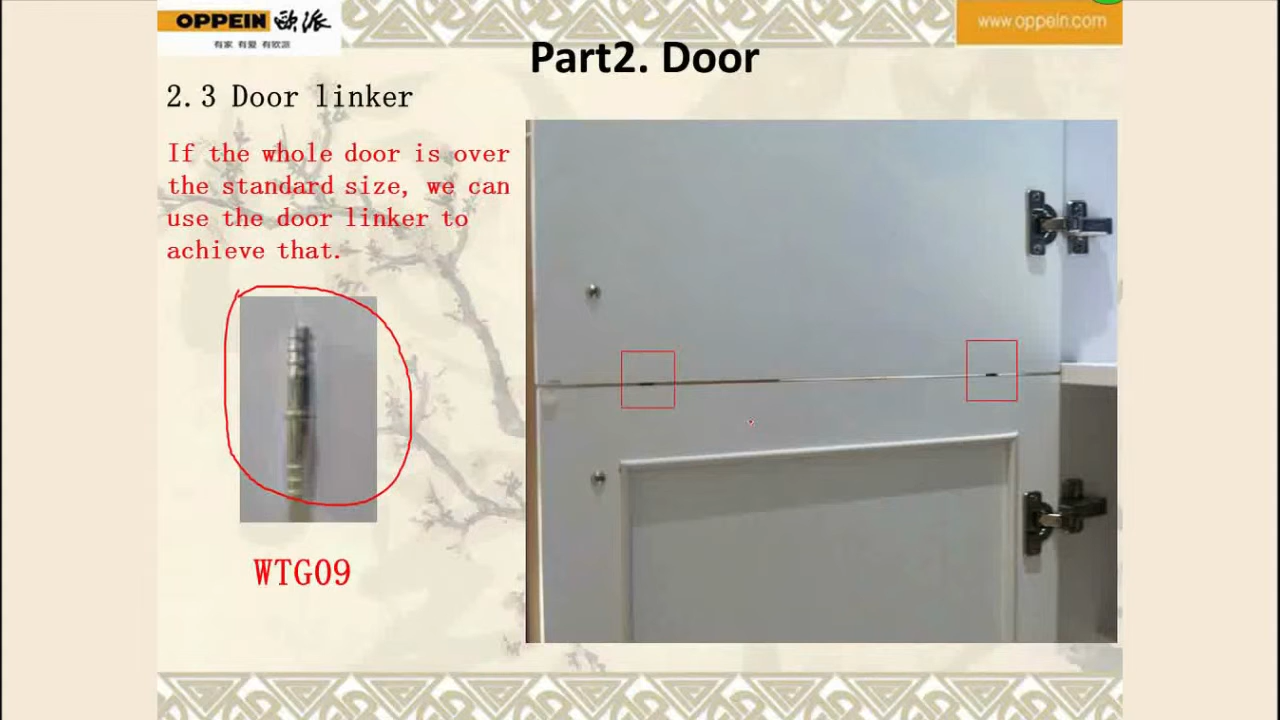 OPPEIN 欧派
有家 有爱 有欧派
www.oppein.com
Part2. Door
2.3 Door linker
If the whole door is over
the standard size, we can
use the door linker to
achieve that.
WTG09